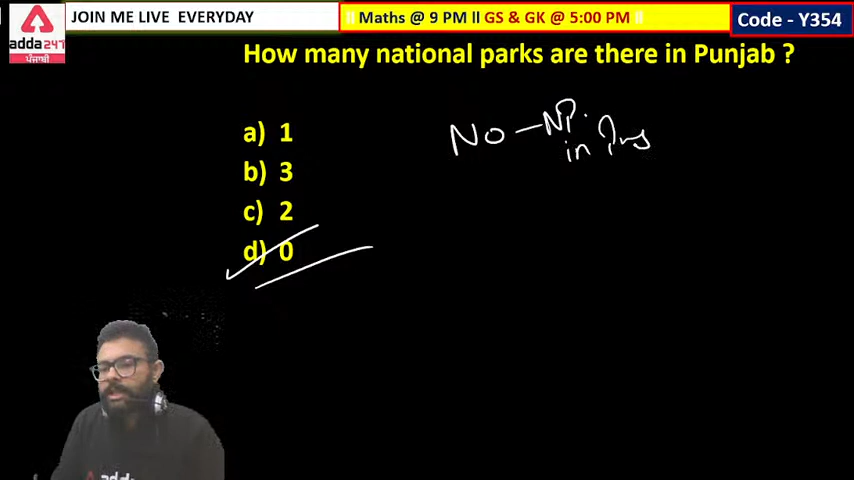 JOIN ME LIVE EVERYDAY
॥ Maths @ 9 PM ॥ GS & GK @ 5:00 PM ॥
Code - Y354
adda247
ਪੰਜਾਬੀ
How many national parks are there in Punjab ?
a) 1
b) 3
c) 2
d) 0
No - NP.
in
adda